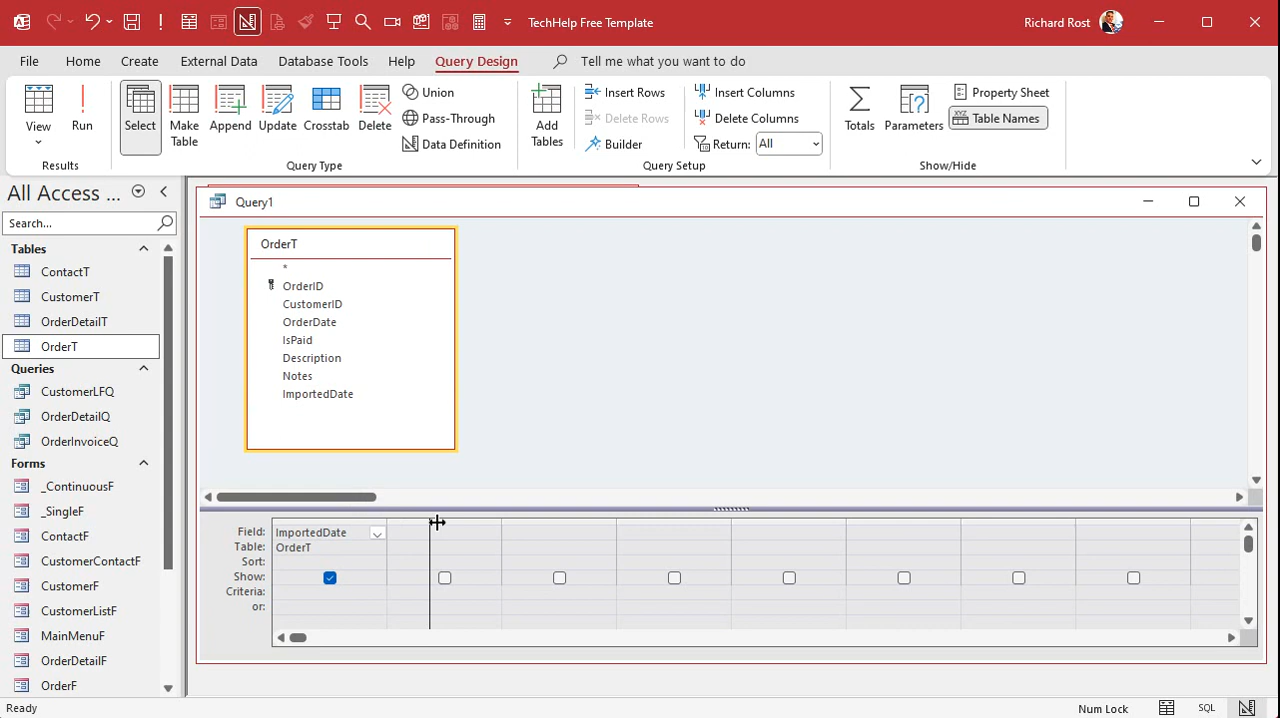 TechHelp Free Template
Richard Rost
File Home Create External Data Database Tools Help Query Design Tell me what you want to do
View
Run
Results
Select
Make Table
Append
Update
Crosstab
Delete
Union
Pass-Through
Data Definition
Query Type
Add Tables
Insert Rows
Delete Rows
Builder
Insert Columns
Delete Columns
Return: All
Query Setup
Totals
Parameters
Property Sheet
XYZ Table Names
Show/Hide
All Access ...
Search...
Tables
ContactT
CustomerT
OrderDetailT
OrderT
Queries
CustomerLFQ
OrderDetailQ
OrderInvoiceQ
Forms
_ContinuousF
_SingleF
ContactF
CustomerContactF
CustomerF
CustomerListF
MainMenuF
OrderDetailF
OrderF
Query1
OrderT
*
OrderID
CustomerID
OrderDate
IsPaid
Description
Notes
ImportedDate
Field: ImportedDate
Table: OrderT
Sort:
Show:
Criteria:
or:
Ready
Num Lock
SQL